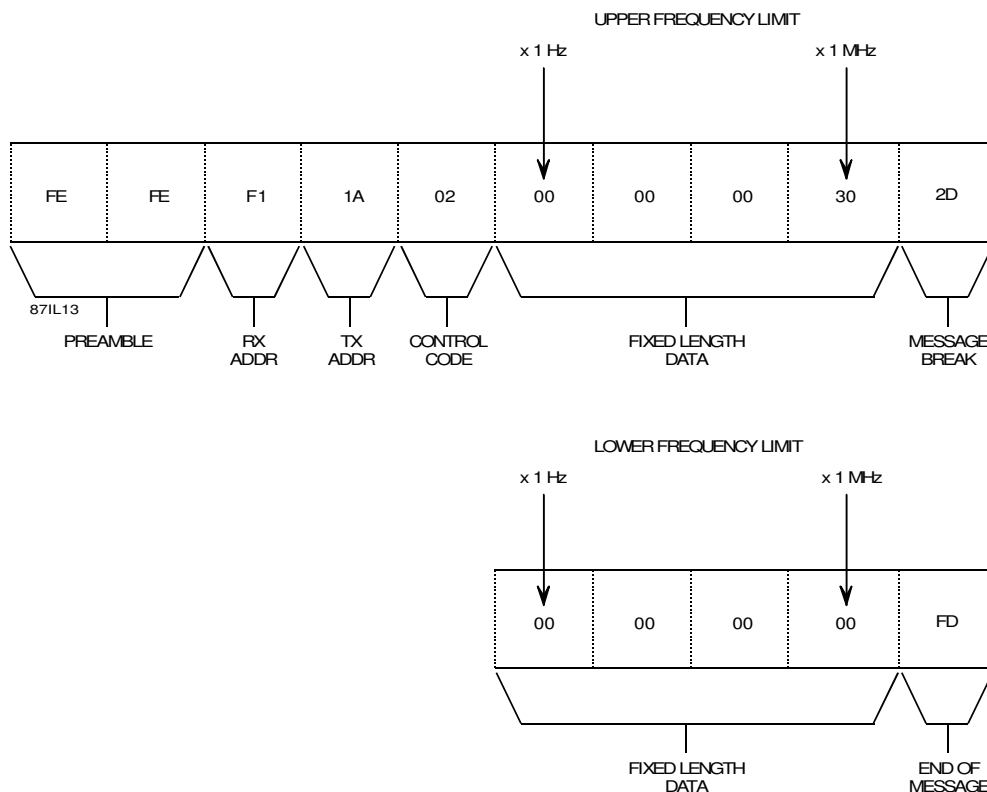 UPPER FREQUENCY LIMIT
x 1 Hz x 1 MHz
FE FE F1 1A 02 00 00 00 30 2D
87IL13
PREAMBLE RX ADDR TX ADDR CONTROL CODE FIXED LENGTH DATA MESSAGE BREAK
LOWER FREQUENCY LIMIT
x 1 Hz x 1 MHz
00 00 00 00 FD
FIXED LENGTH DATA END OF MESSAGE